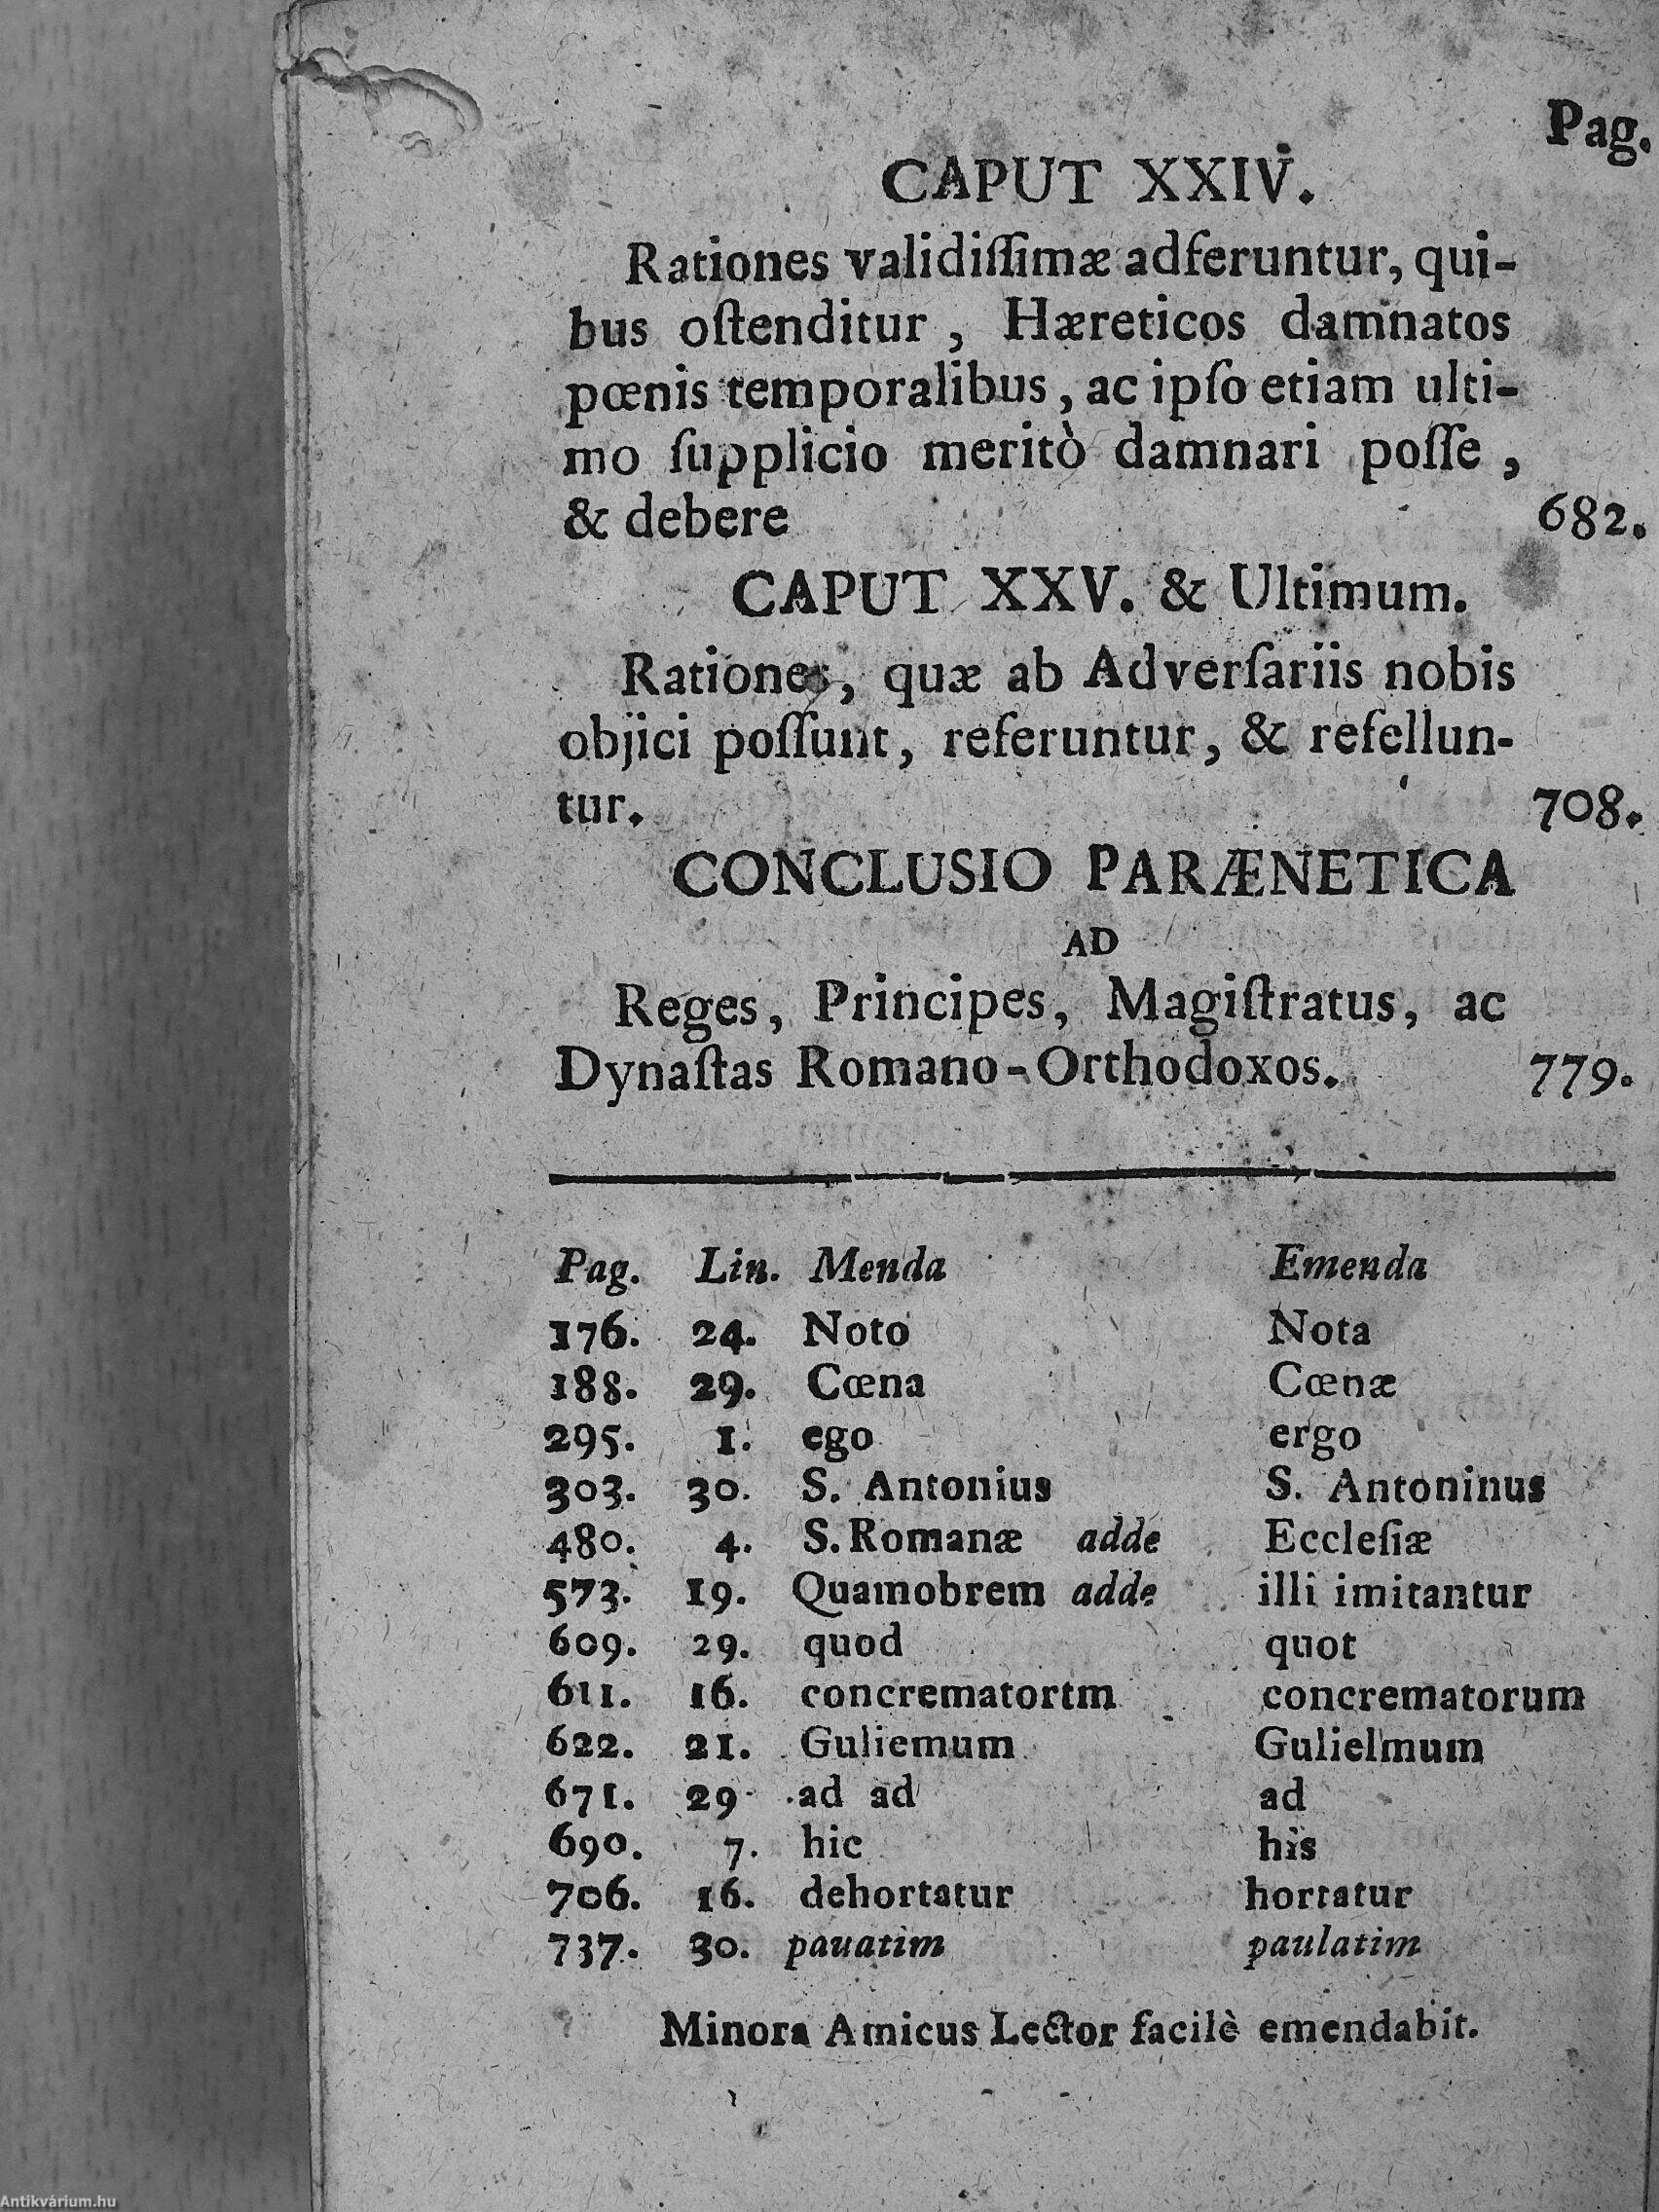 Pag.
CAPUT XXIV.
Rationes validiſſimæ adferuntur, qui-
bus oſtenditur, Hæreticos damnatos
pœnis temporalibus, ac ipſo etiam ulti-
mo ſupplicio meritò damnari poſſe,
& debere 682.
CAPUT XXV. & Ultimum.
Rationes, quæ ab Adverſariis nobis
objici poſſunt, referuntur, & refellun-
tur. 708.
CONCLUSIO PARÆNETICA
AD
Reges, Principes, Magiſtratus, ac
Dynaſtas Romano-Orthodoxos. 779.
Pag. Lin. Menda Emenda
176. 24. Noto Nota
188. 29. Cœna Cœnæ
295. 1. ego ergo
303. 30. S. Antonius S. Antoninus
480. 4. S. Romanæ adde Eccleſiæ
573. 19. Quamobrem adde illi imitantur
609. 29. quod quot
611. 16. concrematortm concrematorum
622. 21. Guliemum Gulielmum
671. 29 ad ad ad
690. 7. hic his
706. 16. dehortatur hortatur
737. 30. pauatim paulatim
Minora Amicus Lector facilè emendabit.
Antikvárium.hu